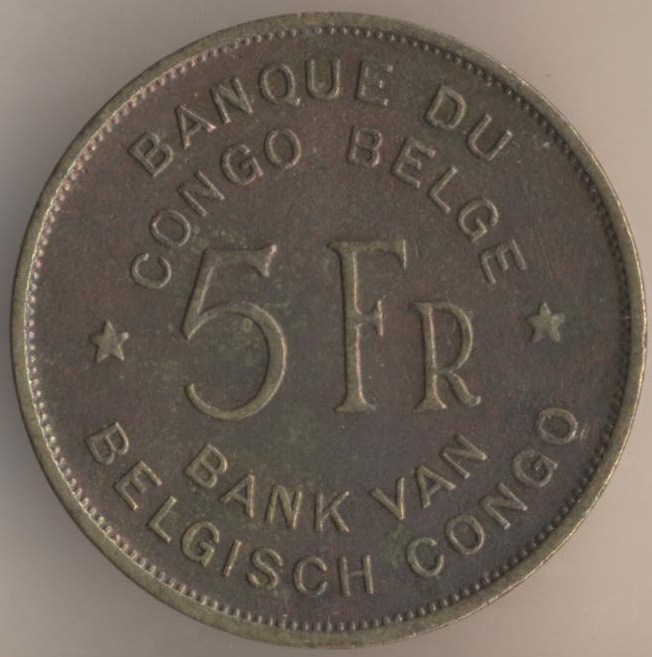 BANQUE DU
CONGO BELGE
5 FR
BANK VAN
BELGISCH CONGO